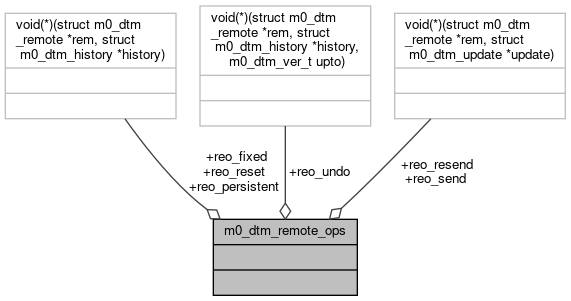 void(*)(struct m0_dtm
_remote *rem, struct
m0_dtm_history *history)
void(*)(struct m0_dtm
_remote *rem, struct
m0_dtm_history *history,
m0_dtm_ver_t upto)
void(*)(struct m0_dtm
_remote *rem, struct
m0_dtm_update *update)
+reo_fixed
+reo_reset
+reo_persistent
+reo_undo
+reo_resend
+reo_send
m0_dtm_remote_ops